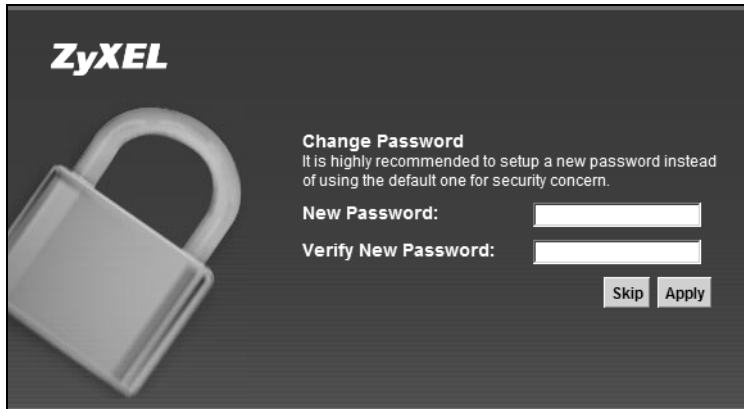 ZyXEL
Change Password
It is highly recommended to setup a new password instead
of using the default one for security concern.
New Password:
Verify New Password:
Skip Apply